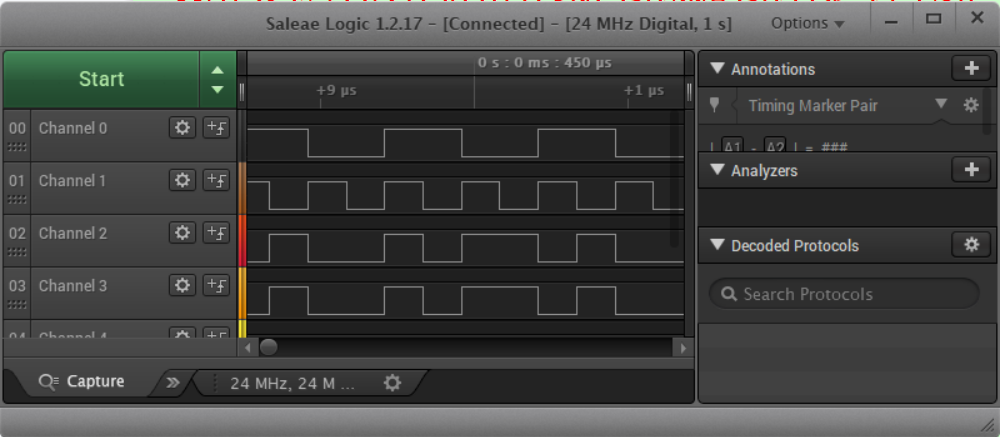 Saleae Logic 1.2.17 - [Connected] - [24 MHz Digital, 1 s]
Options
Start
0 s : 0 ms : 450 µs
+9 µs
+1 µs
00 Channel 0
01 Channel 1
02 Channel 2
03 Channel 3
04 Channel 4
Annotations
Timing Marker Pair
| A1 - A2 | = ###
Analyzers
Decoded Protocols
Search Protocols
Capture
24 MHz, 24 M ...